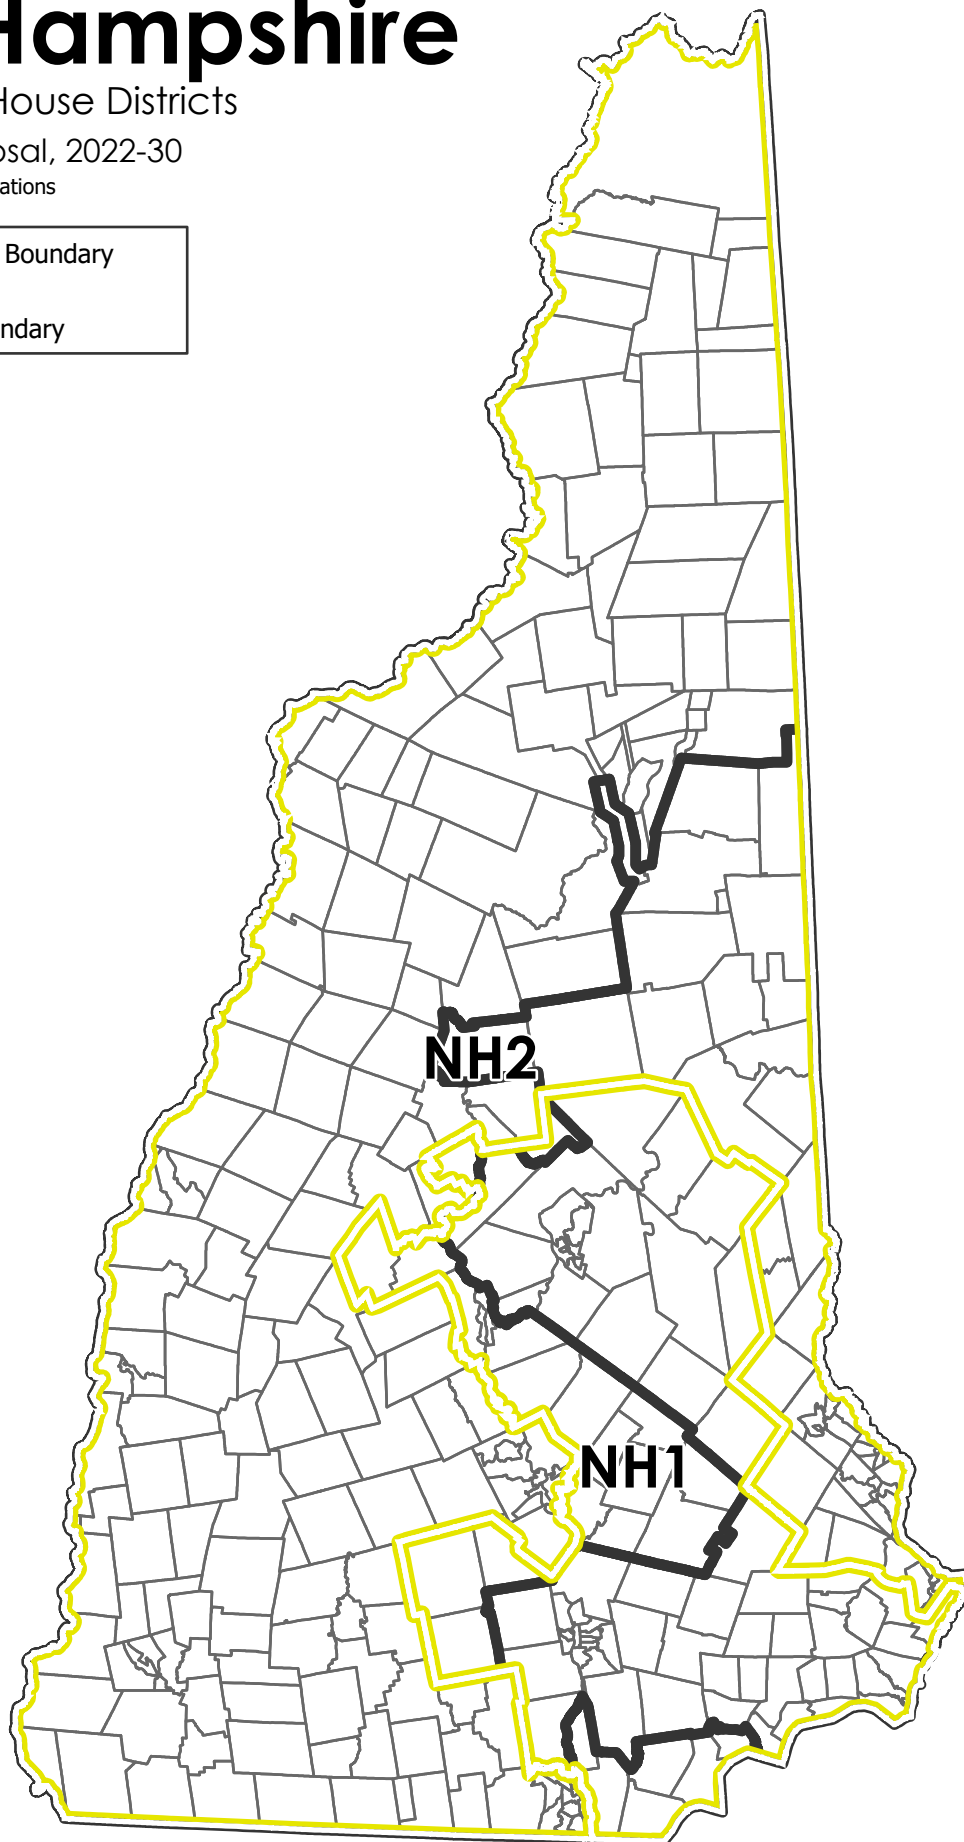 Hampshire
House Districts
osal, 2022-30
ations
Boundary
ndary
NH2
NH1